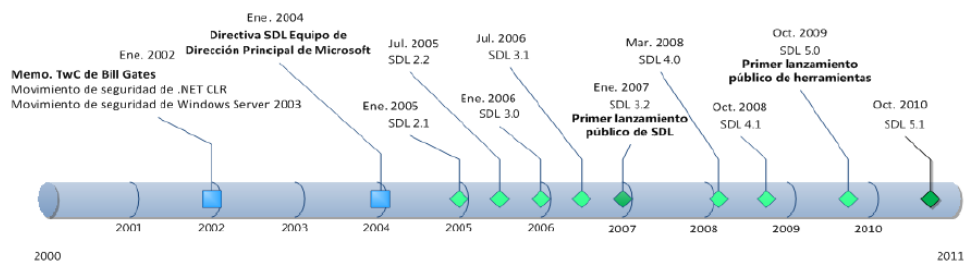 Ene. 2002
Memo. TwC de Bill Gates
Movimiento de seguridad de .NET CLR
Movimiento de seguridad de Windows Server 2003
Ene. 2004
Directiva SDL Equipo de
Dirección Principal de Microsoft
Ene. 2005
SDL 2.1
Jul. 2005
SDL 2.2
Ene. 2006
SDL 3.0
Jul. 2006
SDL 3.1
Ene. 2007
SDL 3.2
Primer lanzamiento
público de SDL
Mar. 2008
SDL 4.0
Oct. 2008
SDL 4.1
Oct. 2009
SDL 5.0
Primer lanzamiento
público de herramientas
Oct. 2010
SDL 5.1
2001 2002 2003 2004 2005 2006 2007 2008 2009 2010
2000 2011